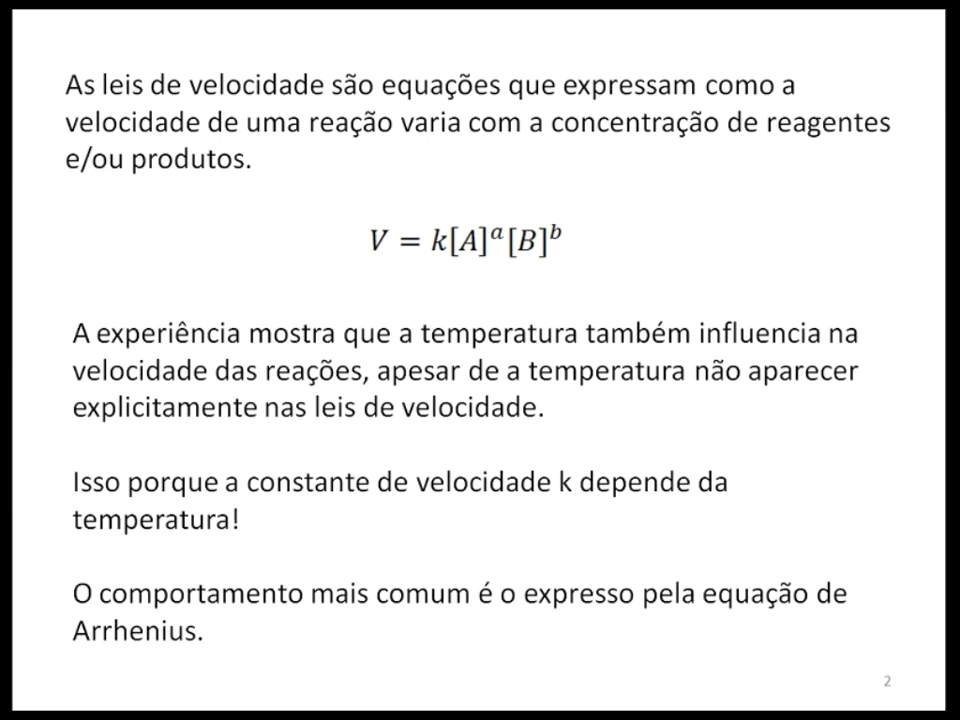 As leis de velocidade são equações que expressam como a
velocidade de uma reação varia com a concentração de reagentes
e/ou produtos.
V = k[A]^a[B]^b
A experiência mostra que a temperatura também influencia na
velocidade das reações, apesar de a temperatura não aparecer
explicitamente nas leis de velocidade.
Isso porque a constante de velocidade k depende da
temperatura!
O comportamento mais comum é o expresso pela equação de
Arrhenius.
2